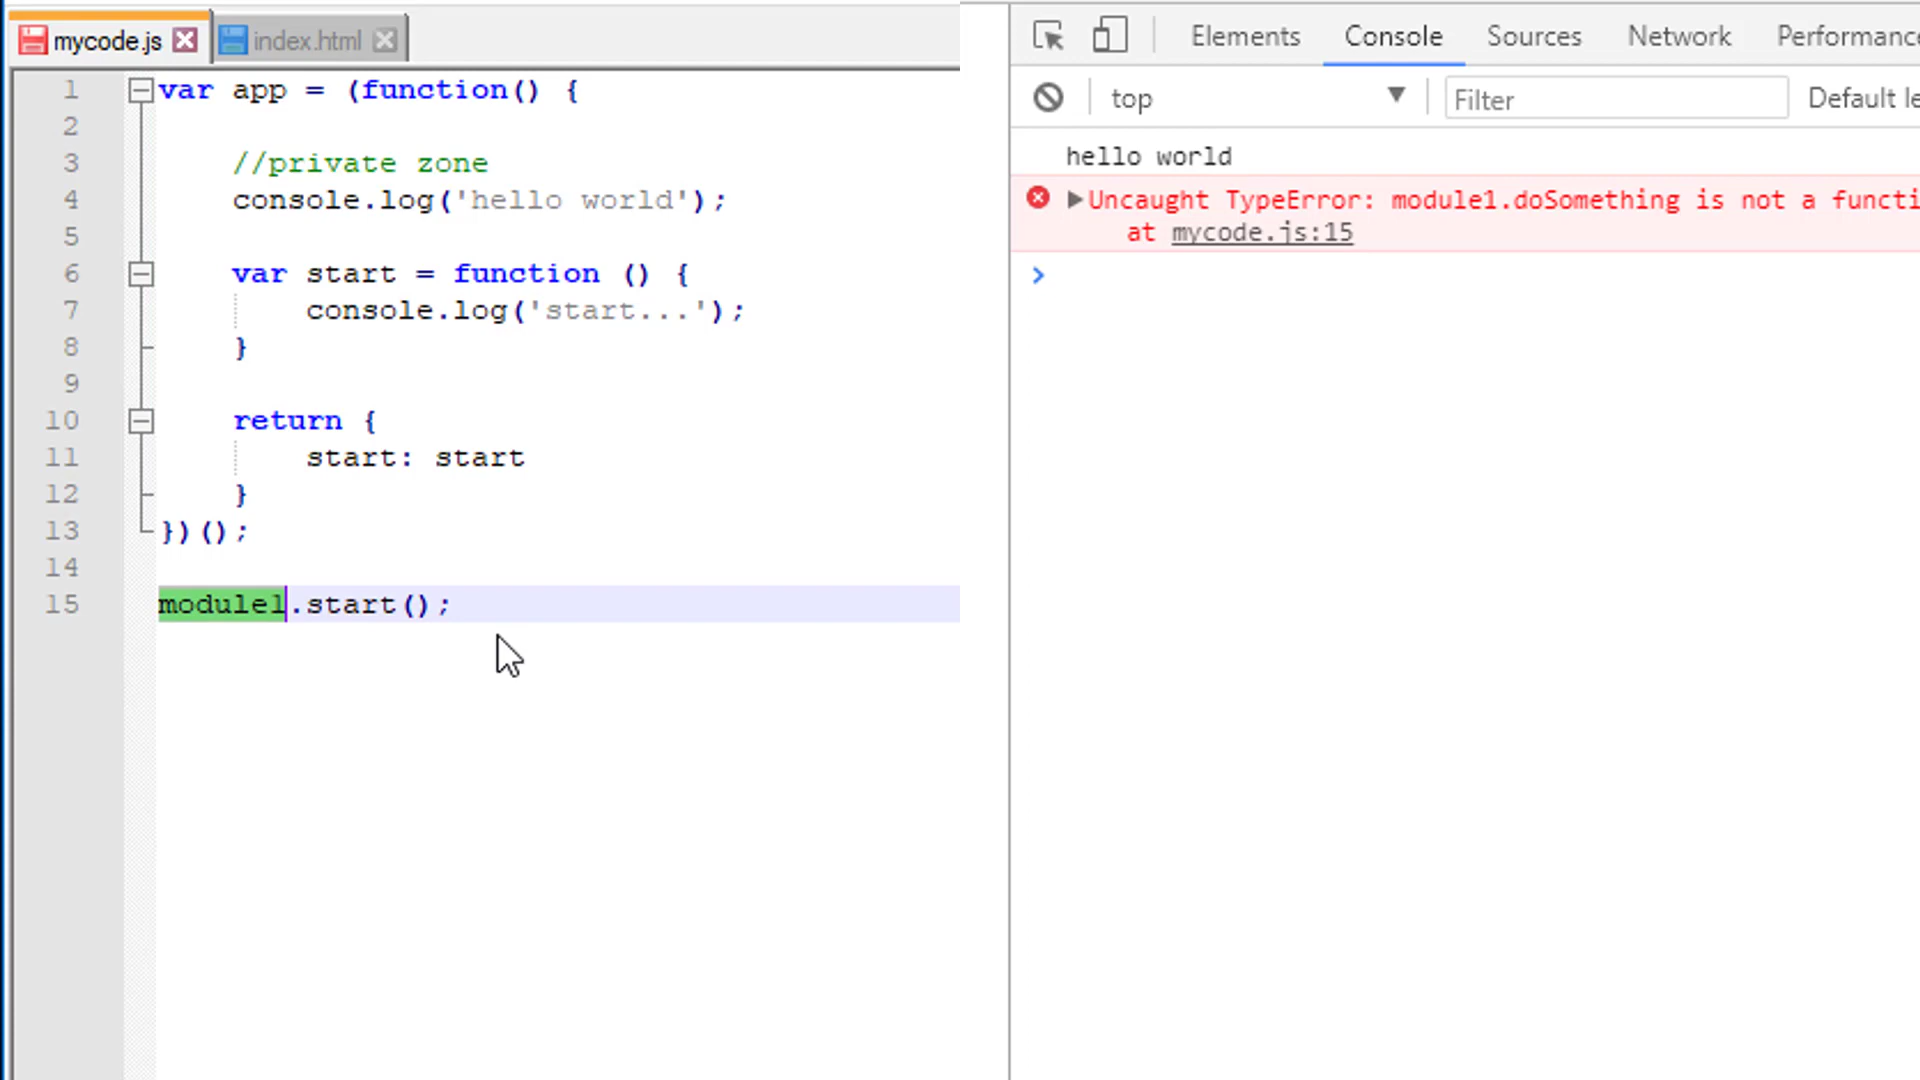 mycode.js
index.html
1 var app = (function() {
2
3 //private zone
4 console.log('hello world');
5
6 var start = function () {
7 console.log('start...');
8 }
9
10 return {
11 start: start
12 }
13 })();
14
15 module1.start();
Elements Console Sources Network Performance
top Filter Default le
hello world
Uncaught TypeError: module1.doSomething is not a functi
at mycode.js:15